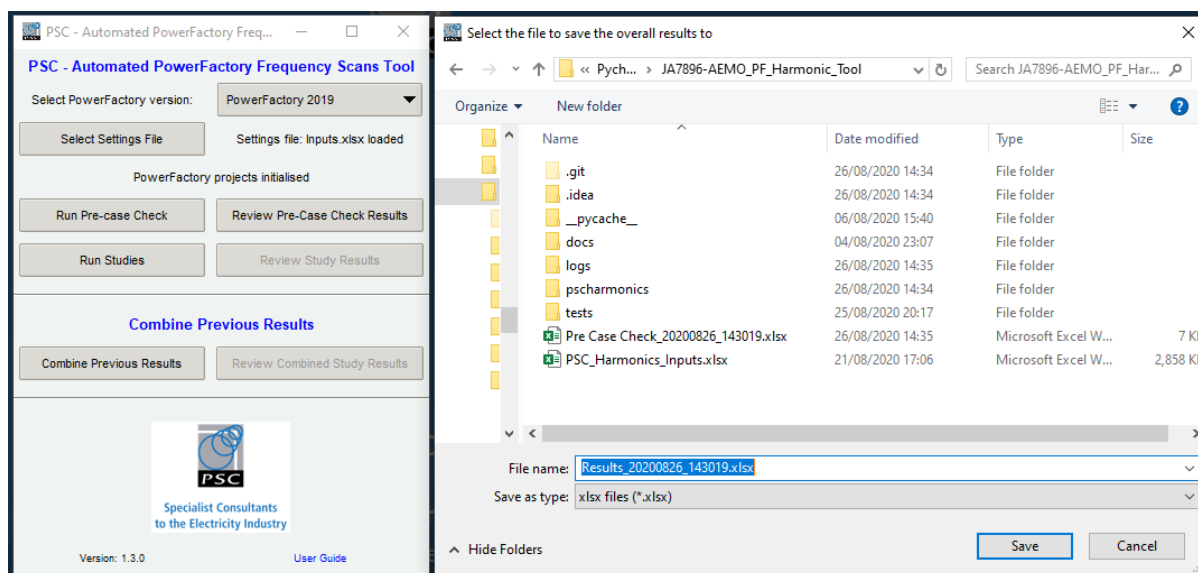 PSC - Automated PowerFactory Freq...
PSC - Automated PowerFactory Frequency Scans Tool
Select PowerFactory version:
PowerFactory 2019
Select Settings File
Settings file: Inputs.xlsx loaded
PowerFactory projects initialised
Run Pre-case Check
Review Pre-Case Check Results
Run Studies
Review Study Results
Combine Previous Results
Combine Previous Results
Review Combined Study Results
PSC
Specialist Consultants
to the Electricity Industry
Version: 1.3.0
User Guide
Select the file to save the overall results to
« Pych... › JA7896-AEMO_PF_Harmonic_Tool
Search JA7896-AEMO_PF_Har...
Organize
New folder
Name Date modified Type Size
.git 26/08/2020 14:34 File folder
.idea 26/08/2020 14:34 File folder
__pycache__ 06/08/2020 15:40 File folder
docs 04/08/2020 23:07 File folder
logs 26/08/2020 14:35 File folder
pscharmonics 26/08/2020 14:34 File folder
tests 25/08/2020 20:17 File folder
Pre Case Check_20200826_143019.xlsx 26/08/2020 14:35 Microsoft Excel W... 7 K
PSC_Harmonics_Inputs.xlsx 21/08/2020 17:06 Microsoft Excel W... 2,858 K
File name: Results_20200826_143019.xlsx
Save as type: xlsx files (*.xlsx)
Hide Folders
Save
Cancel